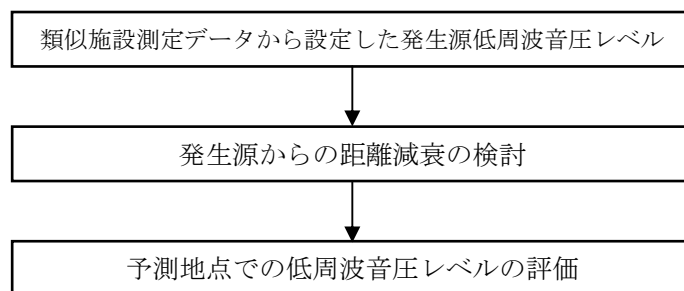 類似施設測定データから設定した発生源低周波音圧レベル
発生源からの距離減衰の検討
予測地点での低周波音圧レベルの評価